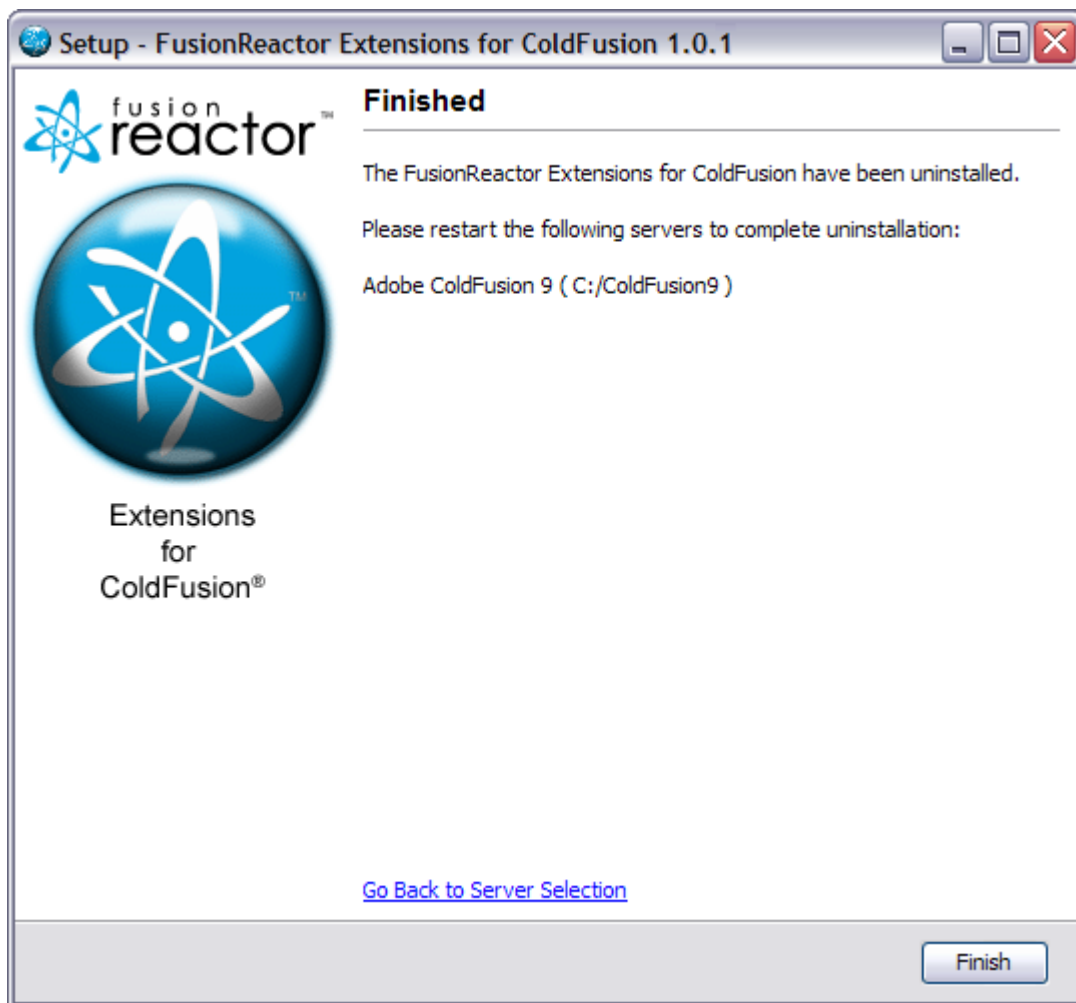 Setup - FusionReactor Extensions for ColdFusion 1.0.1
fusion
reactor™
Finished
The FusionReactor Extensions for ColdFusion have been uninstalled.
Please restart the following servers to complete uninstallation:
Adobe ColdFusion 9 ( C:/ColdFusion9 )
TM
Extensions
for
ColdFusion®
Go Back to Server Selection
Finish